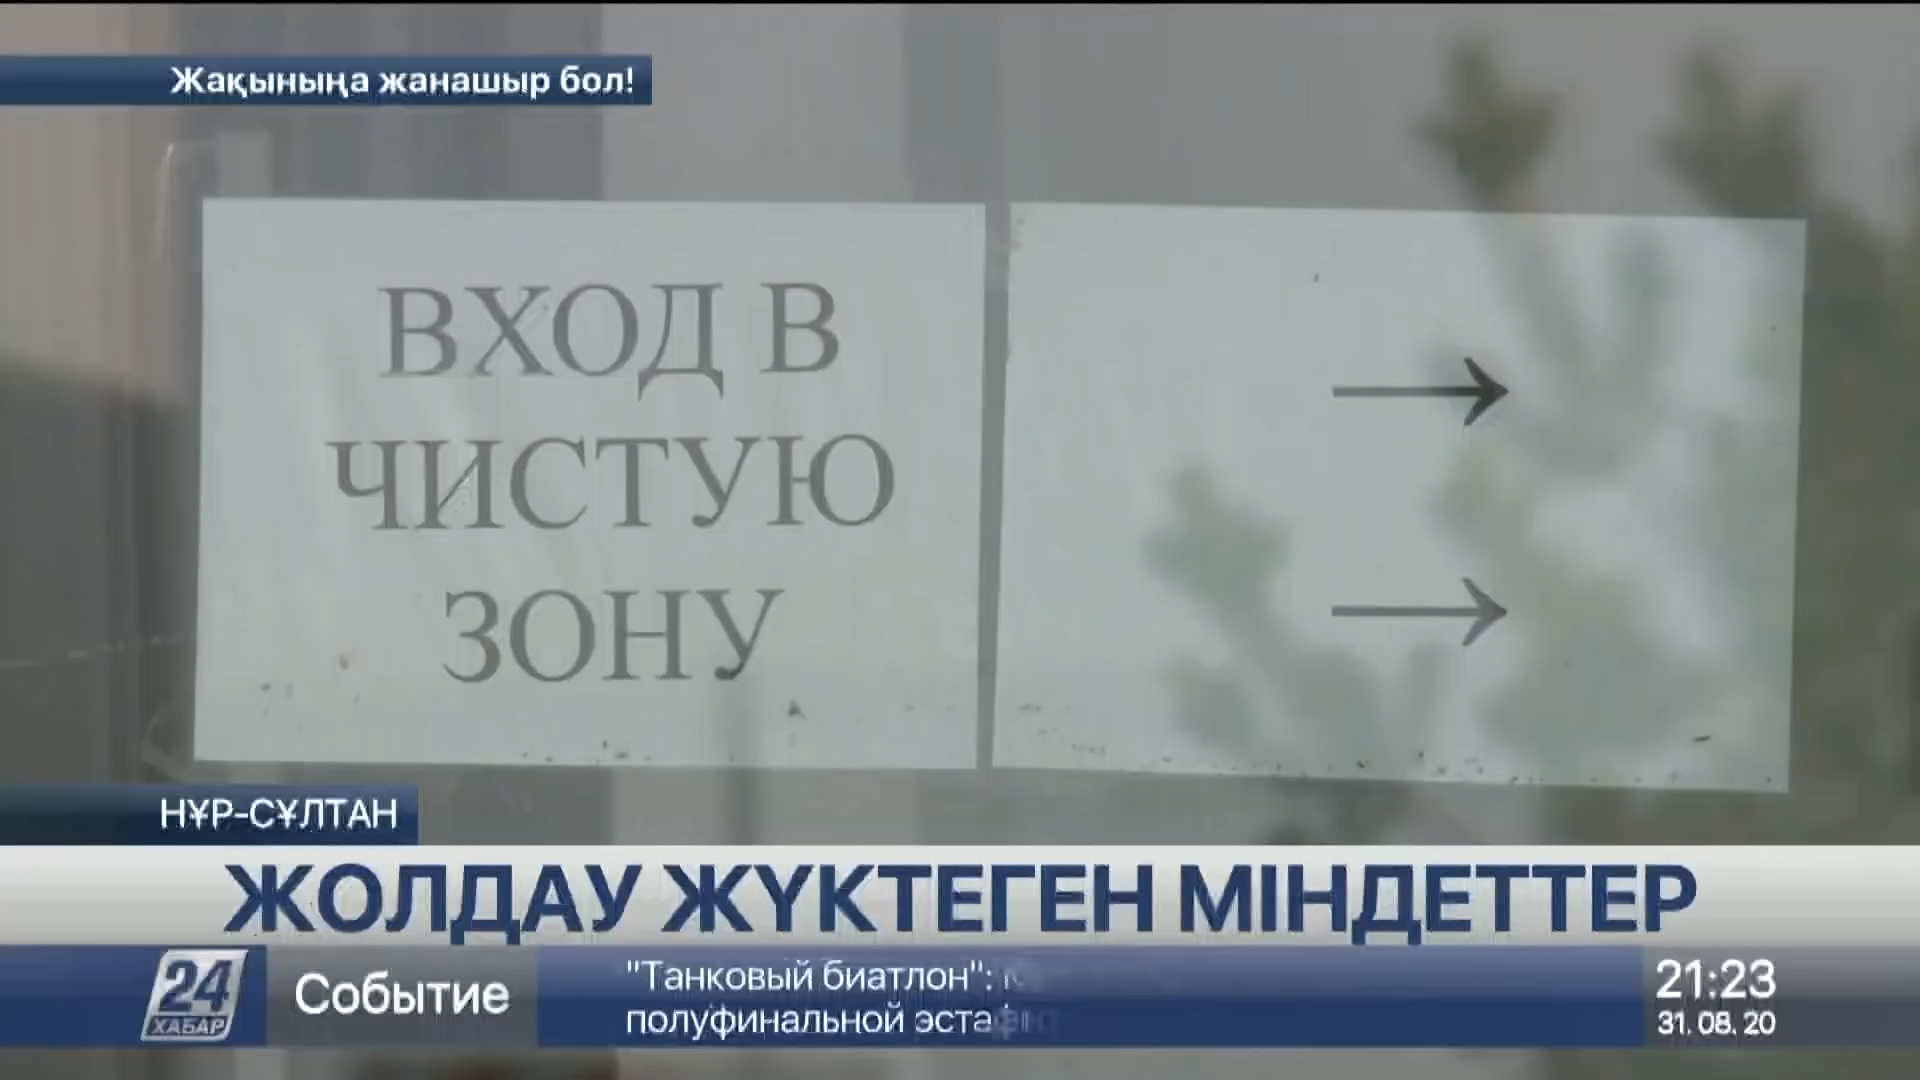 Жақыныңа жанашыр бол!
ВХОД В
ЧИСТУЮ
ЗОНУ
НҰР-СҰЛТАН
ЖОЛДАУ ЖҮКТЕГЕН МІНДЕТТЕР
24
ХАБАР
Событие
"Танковый биатлон":
полуфинальной
21:23
31. 08. 20